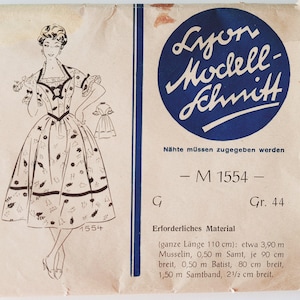 Lyon
Modell-
Schnitt
Nähte müssen zugegeben werden
– M 1554 –
G Gr. 44
Erforderliches Material
(ganze Länge 110 cm): etwa 3,90 m
Musselin, 0,50 m Samt, je 90 cm
breit, 0,50 m Batist, 80 cm breit,
1,50 m Samtband, 2½ cm breit.
1554